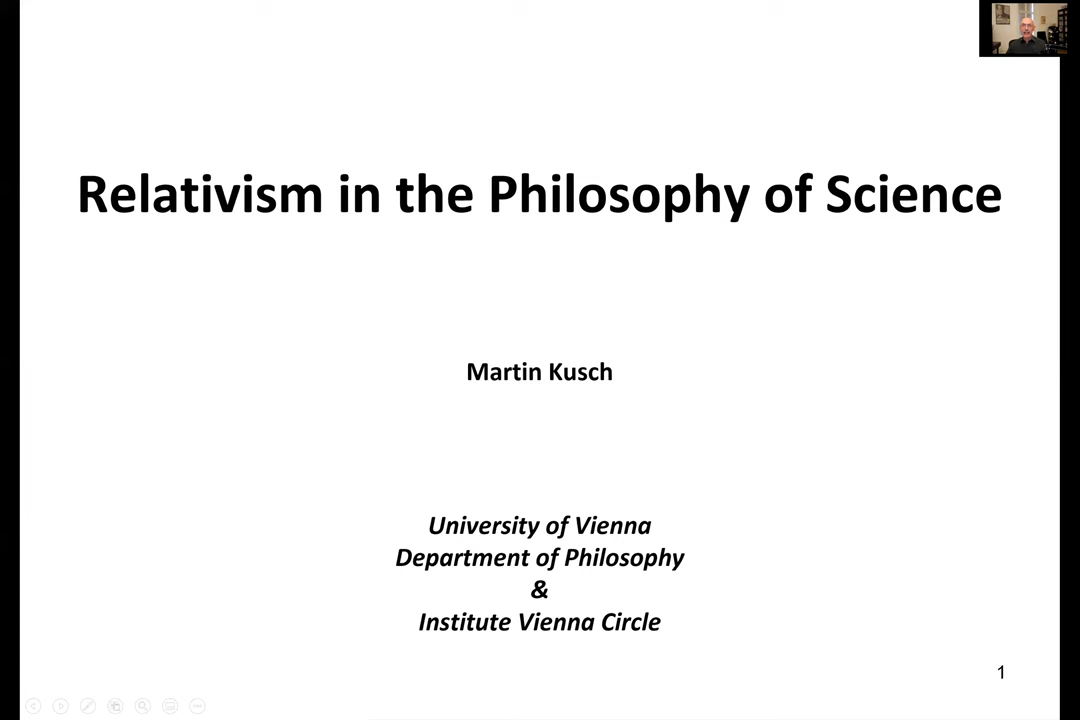 Relativism in the Philosophy of Science
Martin Kusch
University of Vienna
Department of Philosophy
&
Institute Vienna Circle
1